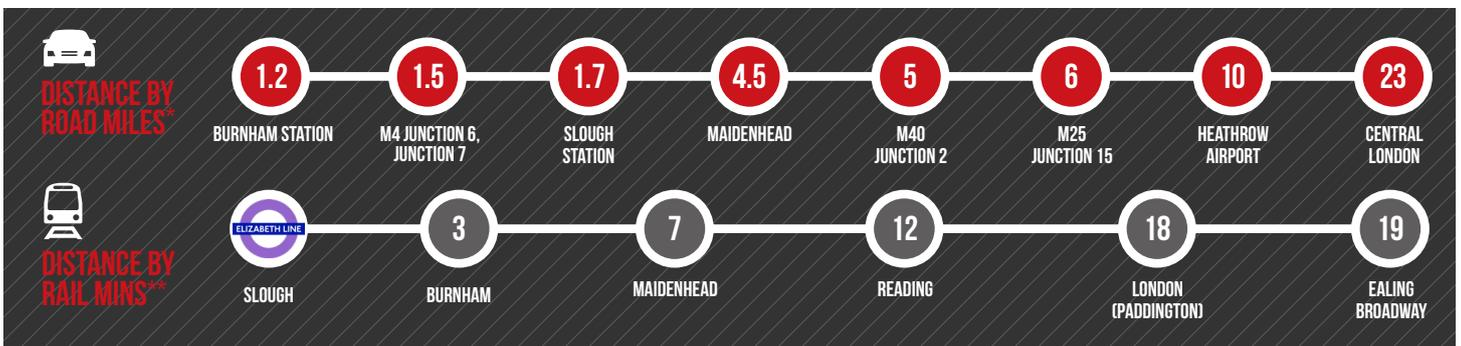 DISTANCE BY
ROAD MILES*
1.2
1.5
1.7
4.5
5
6
10
23
BURNHAM STATION
M4 JUNCTION 6,
JUNCTION 7
SLOUGH
STATION
MAIDENHEAD
M40
JUNCTION 2
M25
JUNCTION 15
HEATHROW
AIRPORT
CENTRAL
LONDON
DISTANCE BY
RAIL MINS**
ELIZABETH LINE
3
7
12
18
19
SLOUGH
BURNHAM
MAIDENHEAD
READING
LONDON
(PADDINGTON)
EALING
BROADWAY